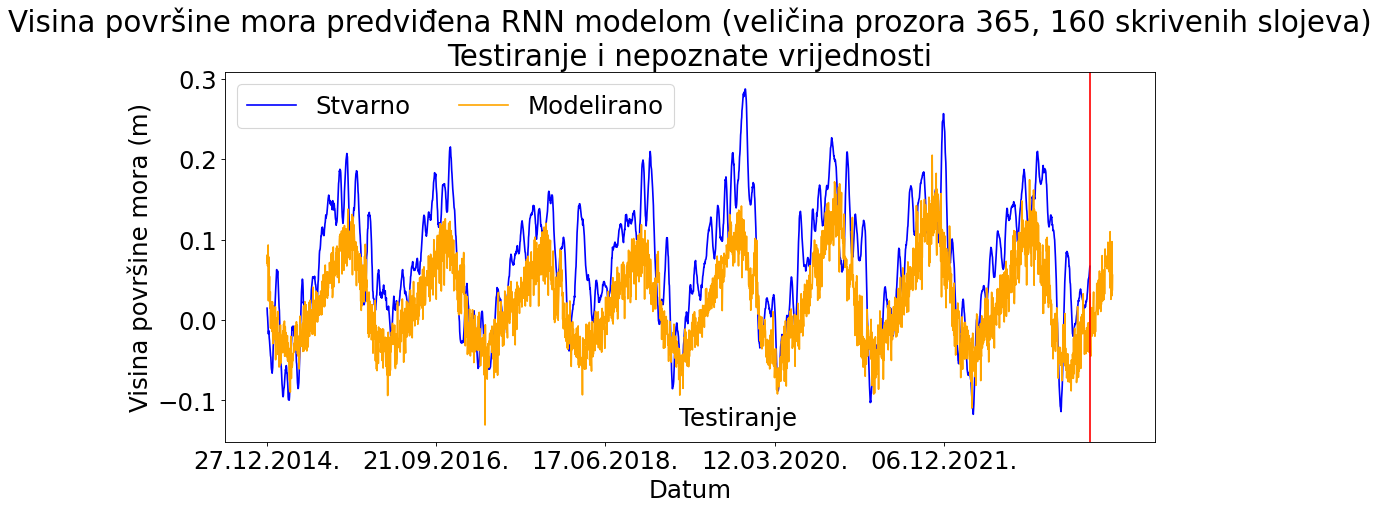 Visina površine mora predviđena RNN modelom (veličina prozora 365, 160 skrivenih slojeva)
Testiranje i nepoznate vrijednosti
Stvarno
Modelirano
Visina površine mora (m)
0.3
0.2
0.1
0.0
−0.1
Testiranje
27.12.2014.
21.09.2016.
17.06.2018.
12.03.2020.
06.12.2021.
Datum